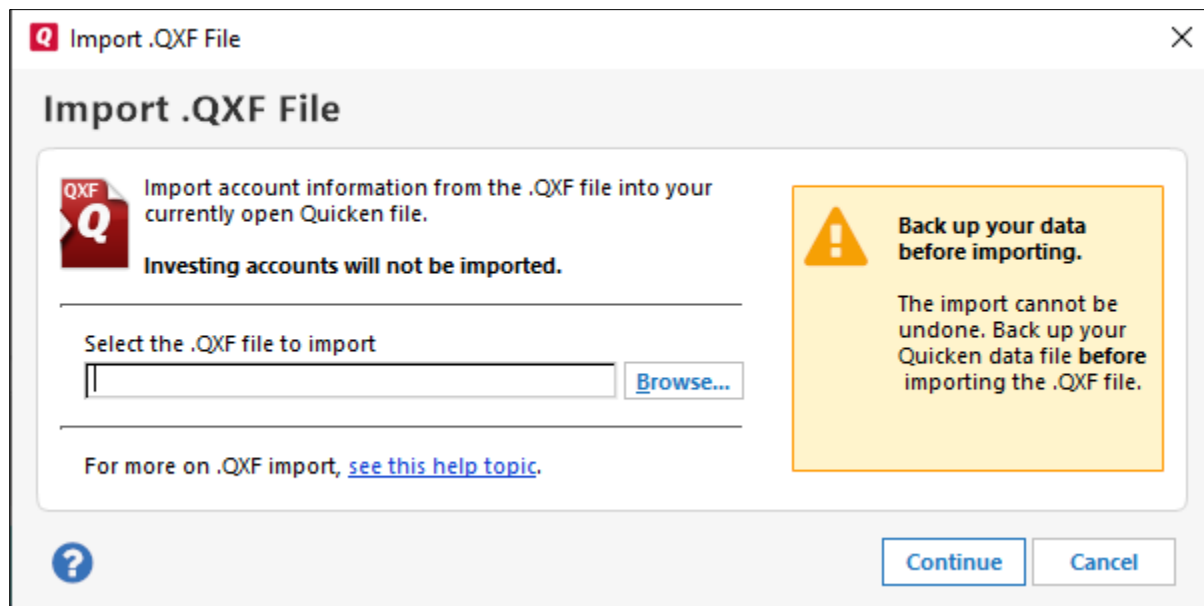 Q Import .QXF File
Import .QXF File
QXF
Q
Import account information from the .QXF file into your
currently open Quicken file.
Investing accounts will not be imported.
Select the .QXF file to import
Browse...
For more on .QXF import, see this help topic.
Back up your data
before importing.
The import cannot be
undone. Back up your
Quicken data file before
importing the .QXF file.
?
Continue
Cancel